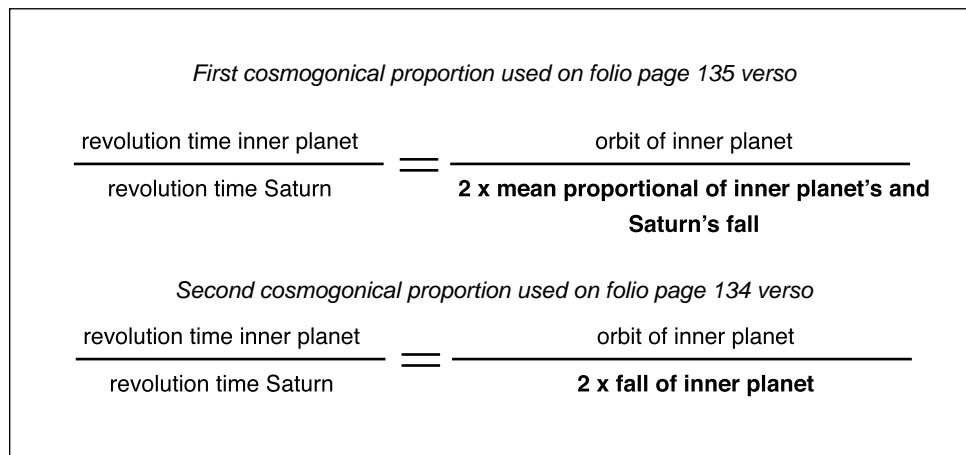 First cosmogonical proportion used on folio page 135 verso
revolution time inner planet
revolution time Saturn
=
orbit of inner planet
2 x mean proportional of inner planet’s and
Saturn’s fall
Second cosmogonical proportion used on folio page 134 verso
revolution time inner planet
revolution time Saturn
=
orbit of inner planet
2 x fall of inner planet